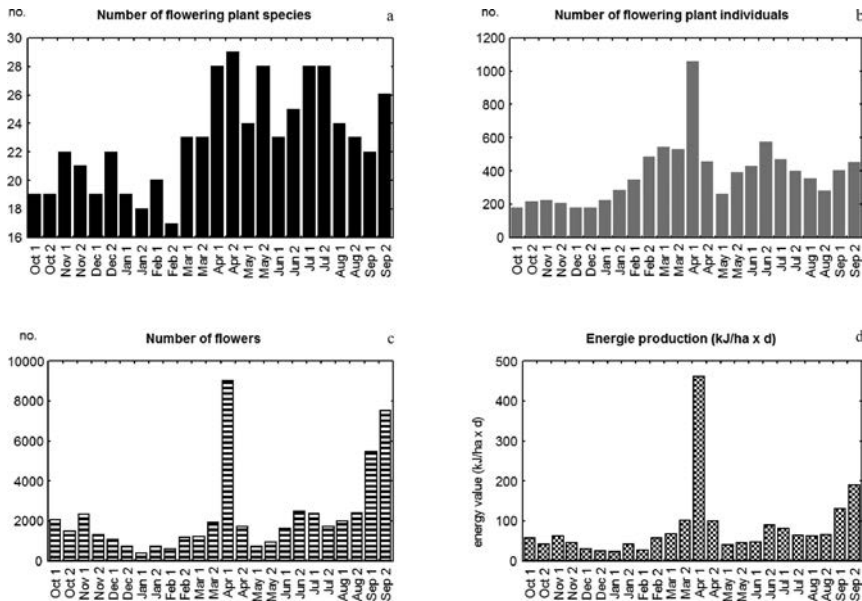 no.
Number of flowering plant species
a
30
28
26
24
22
20
18
16
Oct 1
Oct 2
Nov 1
Nov 2
Dec 1
Dec 2
Jan 1
Jan 2
Feb 1
Feb 2
Mar 1
Mar 2
Apr 1
Apr 2
May 1
May 2
Jun 1
Jun 2
Jul 1
Jul 2
Aug 1
Aug 2
Sep 1
Sep 2
no.
Number of flowering plant individuals
b
1200
1000
800
600
400
200
0
Oct 1
Oct 2
Nov 1
Nov 2
Dec 1
Dec 2
Jan 1
Jan 2
Feb 1
Feb 2
Mar 1
Mar 2
Apr 1
Apr 2
May 1
May 2
Jun 1
Jun 2
Jul 1
Jul 2
Aug 1
Aug 2
Sep 1
Sep 2
no.
Number of flowers
c
10000
8000
6000
4000
2000
0
Oct 1
Oct 2
Nov 1
Nov 2
Dec 1
Dec 2
Jan 1
Jan 2
Feb 1
Feb 2
Mar 1
Mar 2
Apr 1
Apr 2
May 1
May 2
Jun 1
Jun 2
Jul 1
Jul 2
Aug 1
Aug 2
Sep 1
Sep 2
Energie production (kJ/ha x d)
d
energy value (kJ/ha x d)
500
400
300
200
100
0
Oct 1
Oct 2
Nov 1
Nov 2
Dec 1
Dec 2
Jan 1
Jan 2
Feb 1
Feb 2
Mar 1
Mar 2
Apr 1
Apr 2
May 1
May 2
Jun 1
Jun 2
Jul 1
Jul 2
Aug 1
Aug 2
Sep 1
Sep 2